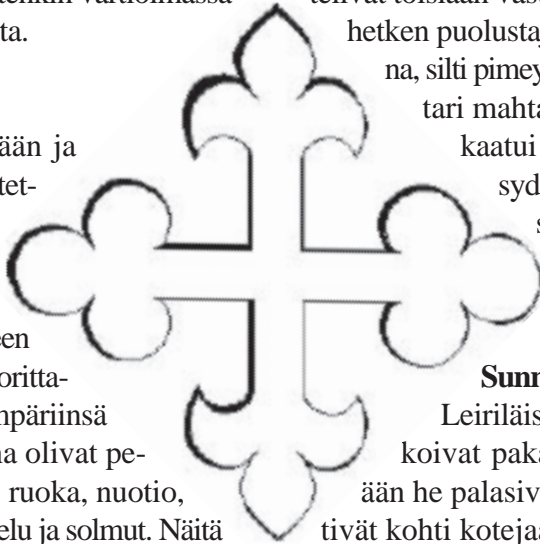 tenkin vartioimassa
ta.
ään ja
tet-
een
oritta-
mpäriinsä
na olivat pe-
ruoka, nuotio,
elu ja solmut. Näitä
telivat toisiaan vast
hetken puolusta
na, silti pimey
tari mahta
kaatui
syd
s
Sunn
Leiriläis
koivat pak
ään he palasiv
tivät kohti koteja